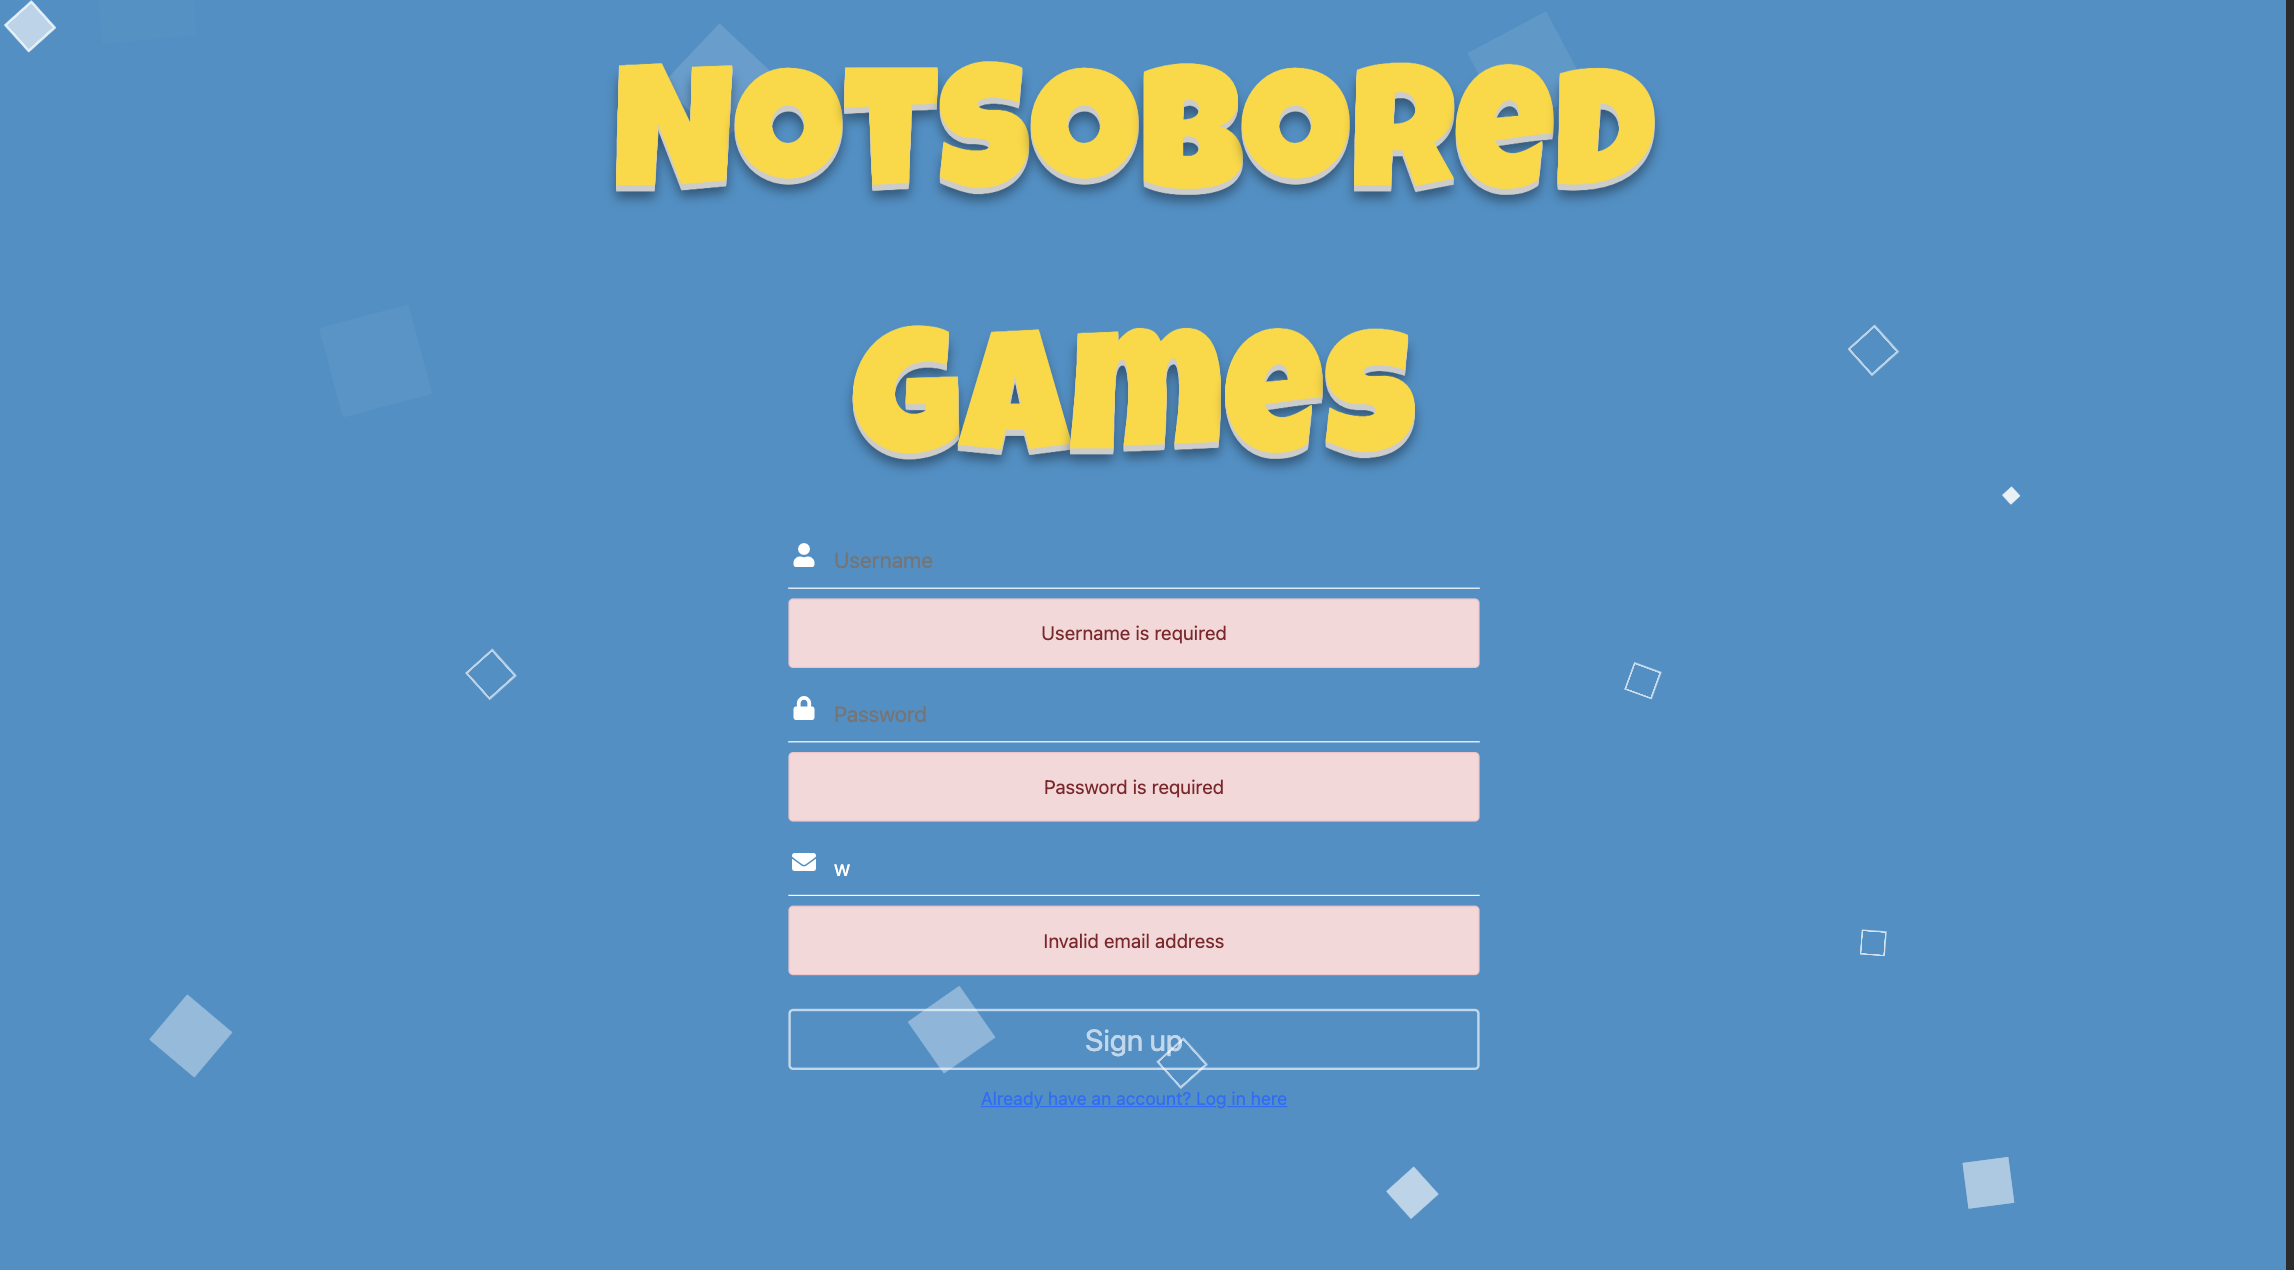 NOTSOBOReD
GAmes
Username
Username is required
Password
Password is required
w
Invalid email address
Sign up
Already have an account? Log in here